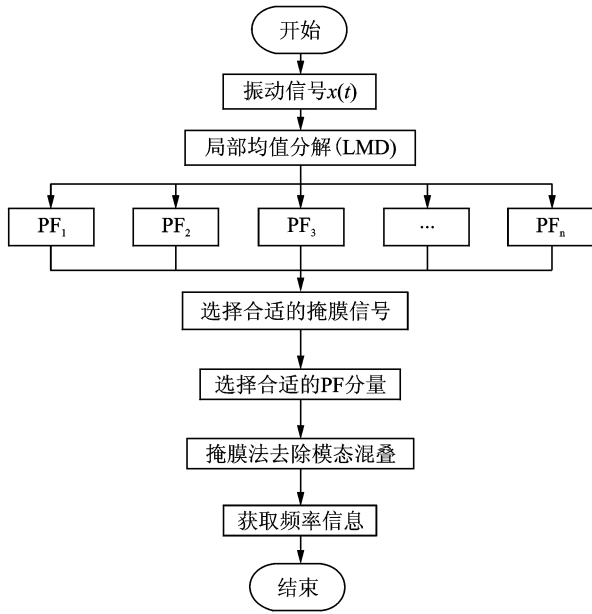 开始
振动信号x(t)
局部均值分解(LMD)
PF₁ PF₂ PF₃ ... PFₙ
选择合适的掩膜信号
选择合适的PF分量
掩膜法去除模态混叠
获取频率信息
结束